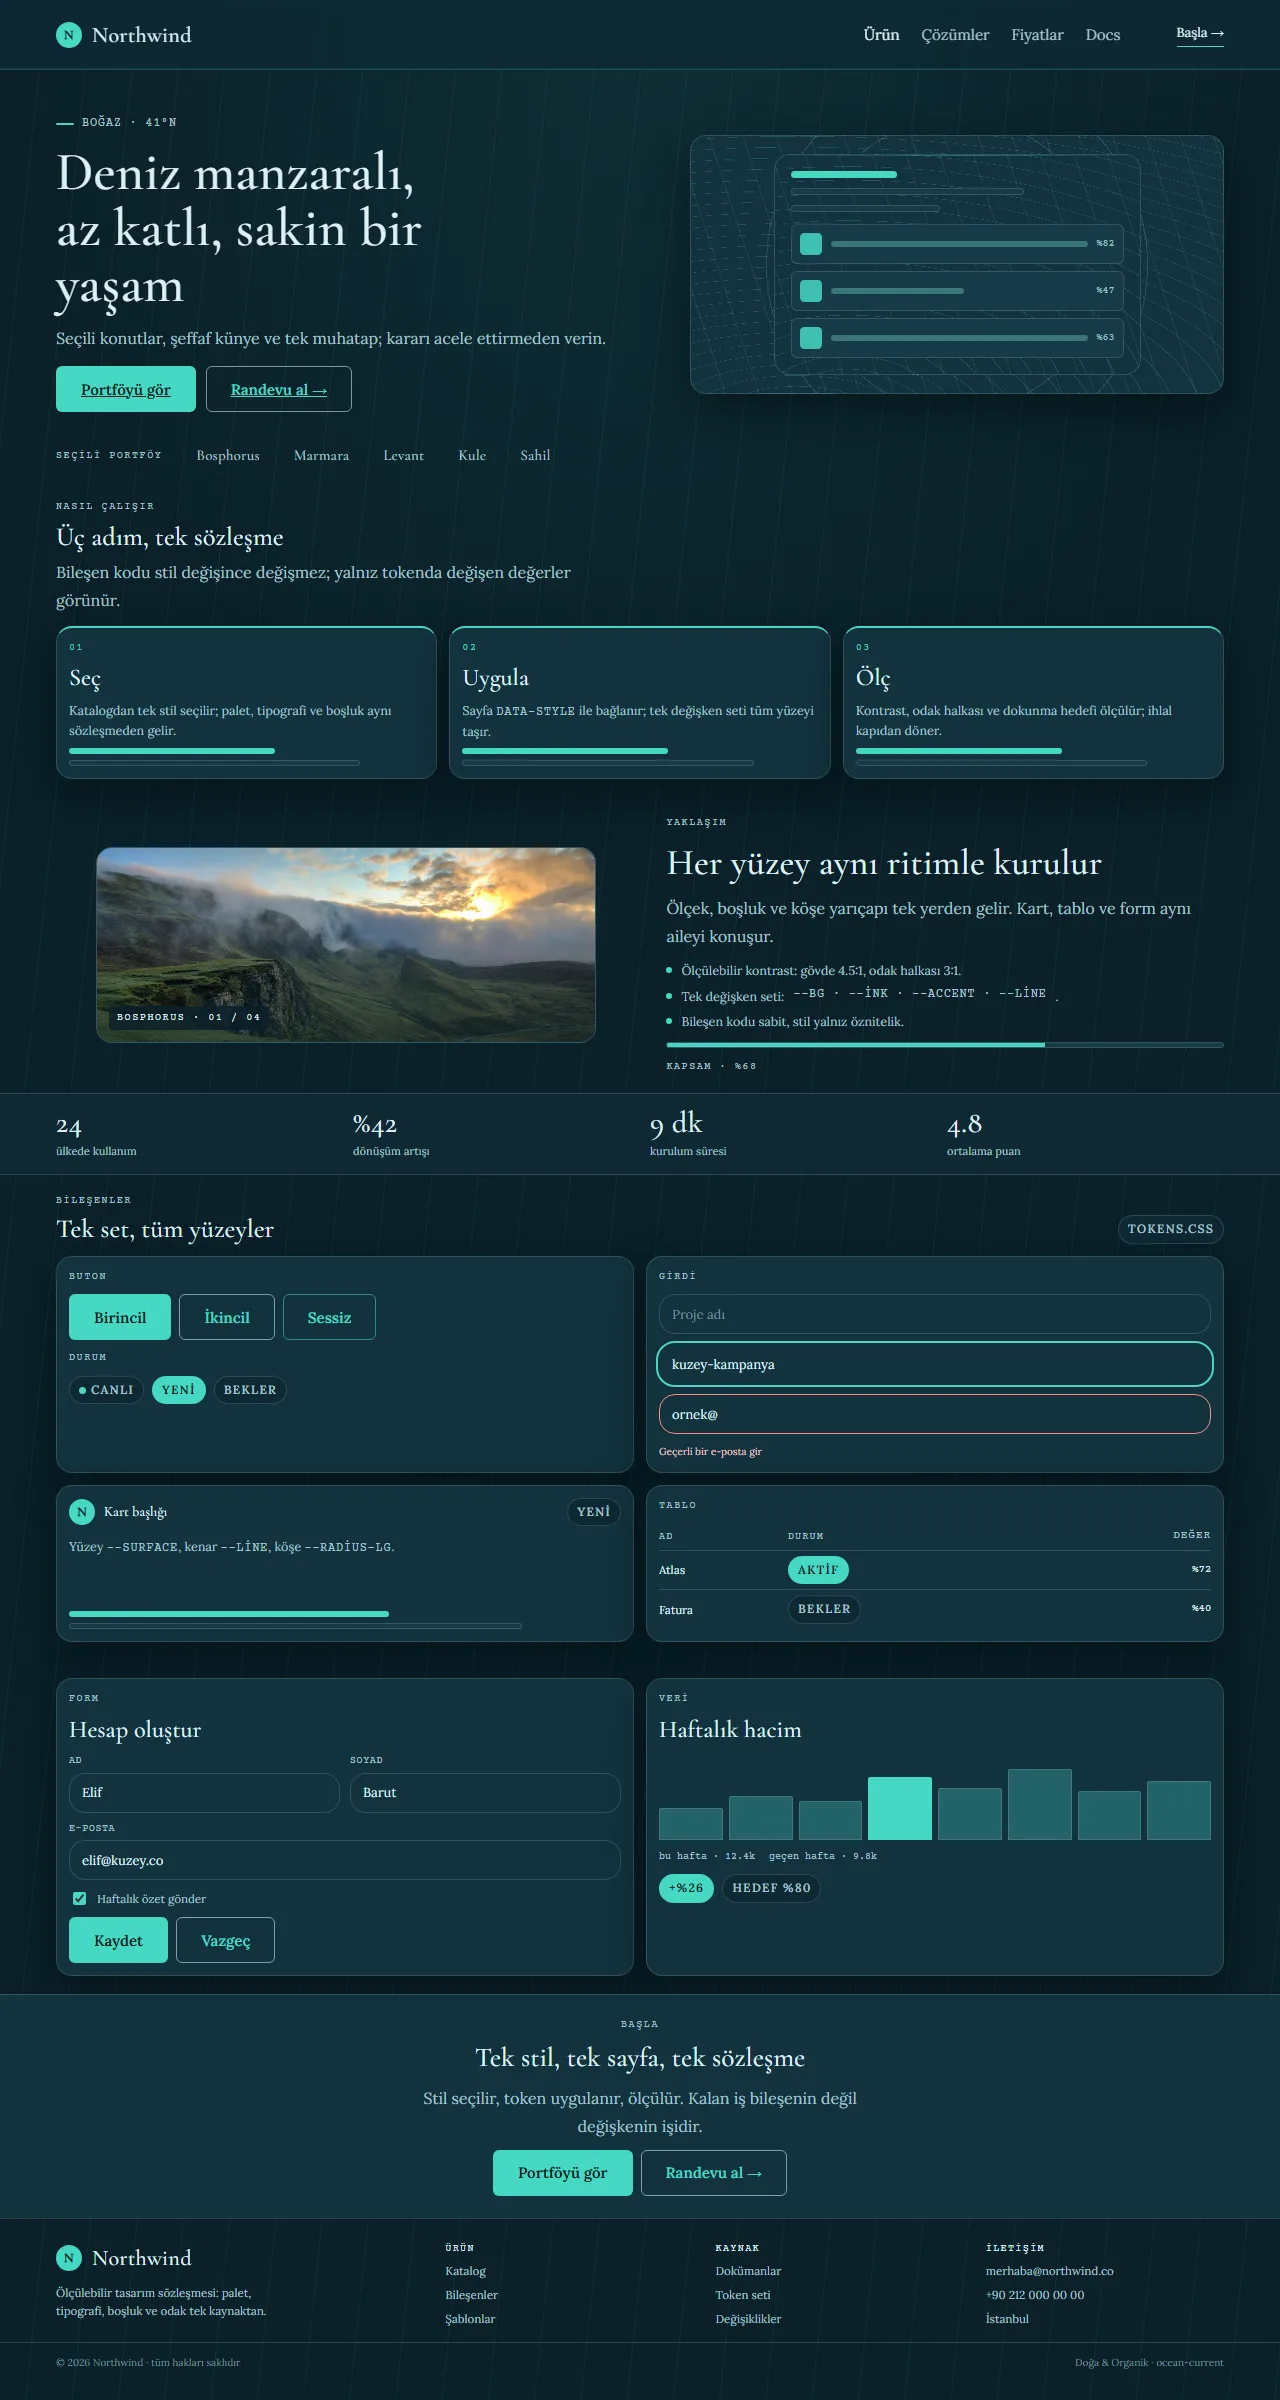 N Northwind
Ürün Çözümler Fiyatlar Docs Başla →
BOĞAZ · 41°N
Deniz manzaralı,
az katlı, sakin bir
yaşam
Seçili konutlar, şeffaf künye ve tek muhatap; kararı acele ettirmeden verin.
Portföyü gör Randevu al →
%82
%47
%63
SEÇİLİ PORTFÖY Bosphorus Marmara Levant Kule Sahil
NASIL ÇALIŞIR
Üç adım, tek sözleşme
Bileşen kodu stil değişince değişmez; yalnız tokenda değişen değerler
görünür.
01
Seç
Katalogdan tek stil seçilir; palet, tipografi ve boşluk aynı
sözleşmeden gelir.
02
Uygula
Sayfa DATA-STYLE ile bağlanır; tek değişken seti tüm yüzeyi
taşır.
03
Ölç
Kontrast, odak halkası ve dokunma hedefi ölçülür; ihlal
kapıdan döner.
BOSPHORUS · 01 / 04
YAKLAŞIM
Her yüzey aynı ritimle kurulur
Ölçek, boşluk ve köşe yarıçapı tek yerden gelir. Kart, tablo ve form aynı
aileyi konuşur.
Ölçülebilir kontrast: gövde 4.5:1, odak halkası 3:1.
Tek değişken seti: --BG · --İNK · --ACCENT · --LİNE .
Bileşen kodu sabit, stil yalnız öznitelik.
KAPSAM · %68
24
ülkede kullanım
%42
dönüşüm artışı
9 dk
kurulum süresi
4.8
ortalama puan
BİLEŞENLER
Tek set, tüm yüzeyler
TOKENS.CSS
BUTON
Birincil İkincil Sessiz
DURUM
CANLI YENİ BEKLER
GİRDİ
Proje adı
kuzey-kampanya
ornek@
Geçerli bir e-posta gir
N Kart başlığı YENİ
Yüzey --SURFACE, kenar --LİNE, köşe --RADİUS-LG.
TABLO
AD DURUM DEĞER
Atlas AKTİF %72
Fatura BEKLER %40
FORM
Hesap oluştur
AD SOYAD
Elif Barut
E-POSTA
elif@kuzey.co
Haftalık özet gönder
Kaydet Vazgeç
VERİ
Haftalık hacim
bu hafta · 12.4k geçen hafta · 9.8k
+%26 HEDEF %80
BAŞLA
Tek stil, tek sayfa, tek sözleşme
Stil seçilir, token uygulanır, ölçülür. Kalan iş bileşenin değil
değişkenin işidir.
Portföyü gör Randevu al →
N Northwind
Ölçülebilir tasarım sözleşmesi: palet,
tipografi, boşluk ve odak tek kaynaktan.
ÜRÜN
Katalog
Bileşenler
Şablonlar
KAYNAK
Dokümanlar
Token seti
Değişiklikler
İLETİŞİM
merhaba@northwind.co
+90 212 000 00 00
İstanbul
© 2026 Northwind · tüm hakları saklıdır
Doğa & Organik · ocean-current